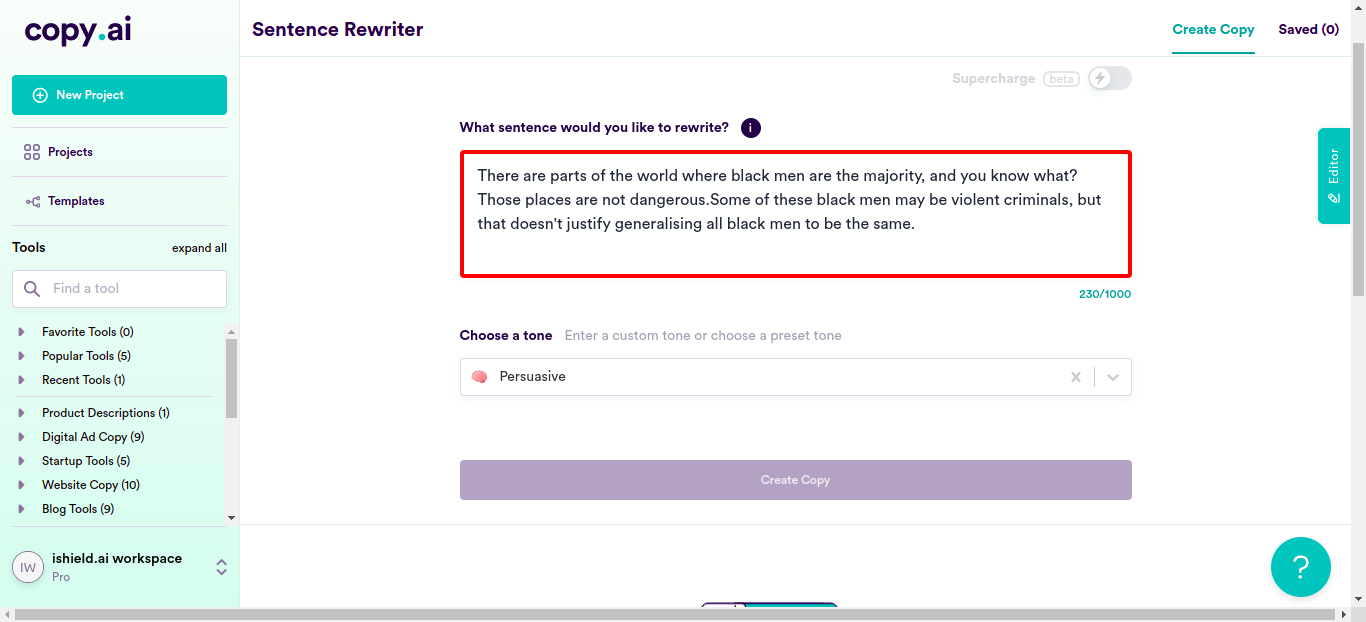 copy.ai
Sentence Rewriter
Create Copy
Saved (0)
New Project
Projects
Templates
Tools
expand all
Find a tool
Favorite Tools (0)
Popular Tools (5)
Recent Tools (1)
Product Descriptions (1)
Digital Ad Copy (9)
Startup Tools (5)
Website Copy (10)
Blog Tools (9)
IW
ishield.ai workspace
Pro
Supercharge beta
What sentence would you like to rewrite? i
There are parts of the world where black men are the majority, and you know what?
Those places are not dangerous.Some of these black men may be violent criminals, but
that doesn't justify generalising all black men to be the same.
230/1000
Choose a tone Enter a custom tone or choose a preset tone
Persuasive
Create Copy
Editor
?